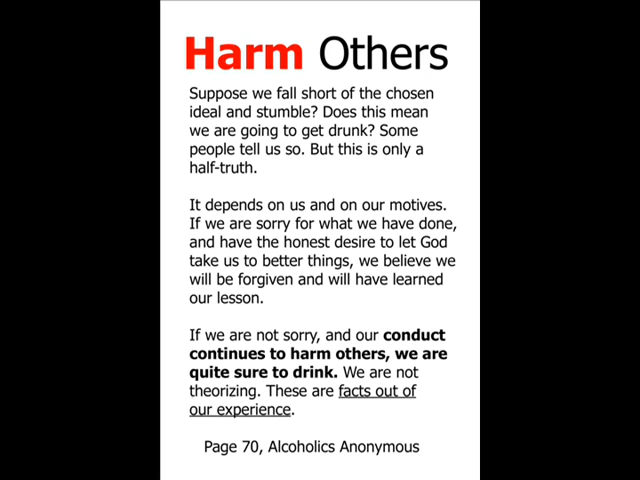 Harm Others
Suppose we fall short of the chosen
ideal and stumble? Does this mean
we are going to get drunk? Some
people tell us so. But this is only a
half-truth.
It depends on us and on our motives.
If we are sorry for what we have done,
and have the honest desire to let God
take us to better things, we believe we
will be forgiven and will have learned
our lesson.
If we are not sorry, and our conduct
continues to harm others, we are
quite sure to drink. We are not
theorizing. These are facts out of
our experience.
Page 70, Alcoholics Anonymous